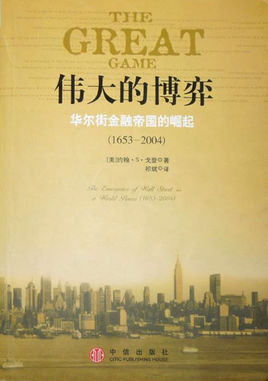 THE
GREAT
GAME
伟大的博弈
华尔街金融帝国的崛起
(1653—2004)
[美]约翰·S·戈登 著
祁斌 译
The Emergence of Wall Street as a
World Power (1653-2004)
中信出版社
CITIC PUBLISHING HOUSE